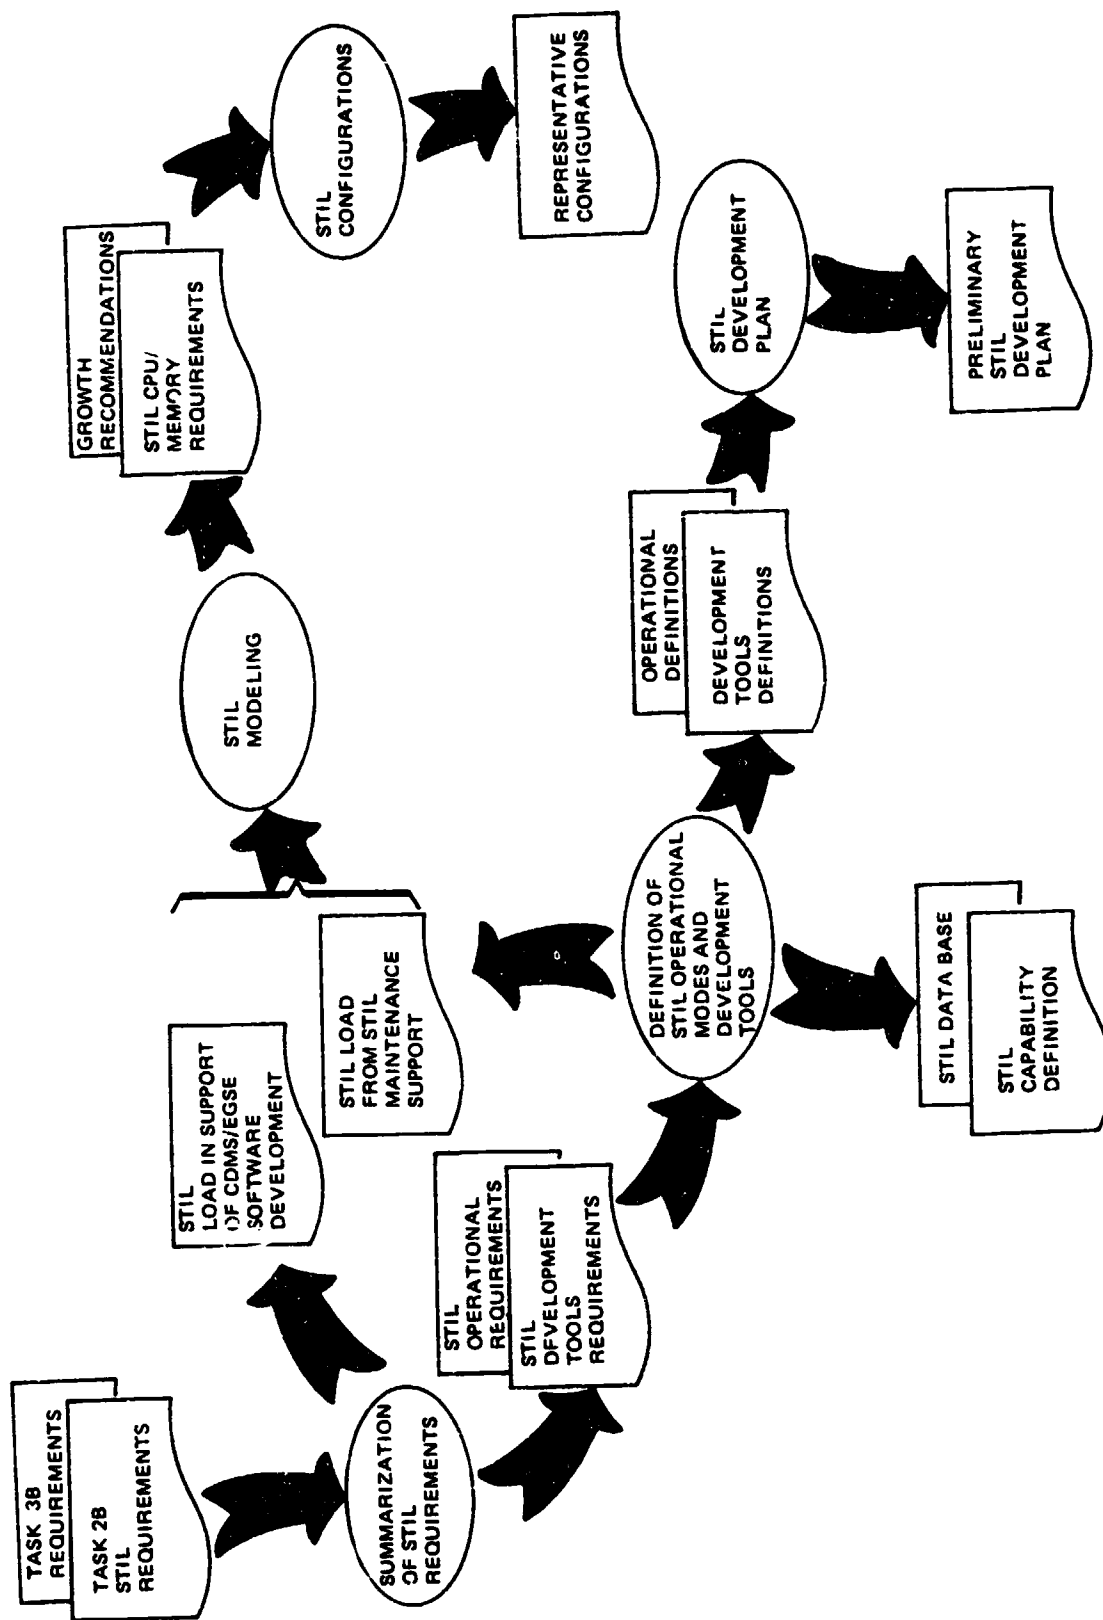 TASK 3B
REQUIREMENTS
TASK 2B
STIL
REQUIREMENTS
SUMMARIZATION
OF STIL
REQUIREMENTS
STIL
LOAD IN SUPPORT
OF CDMS/EGSE
SOFTWARE
DEVELOPMENT
STIL LOAD
FROM STIL
MAINTENANCE
SUPPORT
STIL
OPERATIONAL
REQUIREMENTS
STIL
DEVELOPMENT
TOOLS
REQUIREMENTS
DEFINITION OF
STIL OPERATIONAL
MODES AND
DEVELOPMENT
TOOLS
STIL DATA BASE
STIL
CAPABILITY
DEFINITION
STIL
MODELING
GROWTH
RECOMMENDATIONS
STIL CPU/
MEMORY
REQUIREMENTS
STIL
CONFIGURATIONS
REPRESENTATIVE
CONFIGURATIONS
OPERATIONAL
DEFINITIONS
DEVELOPMENT
TOOLS
DEFINITIONS
STIL
DEVELOPMENT
PLAN
PRELIMINARY
STIL
DEVELOPMENT
PLAN